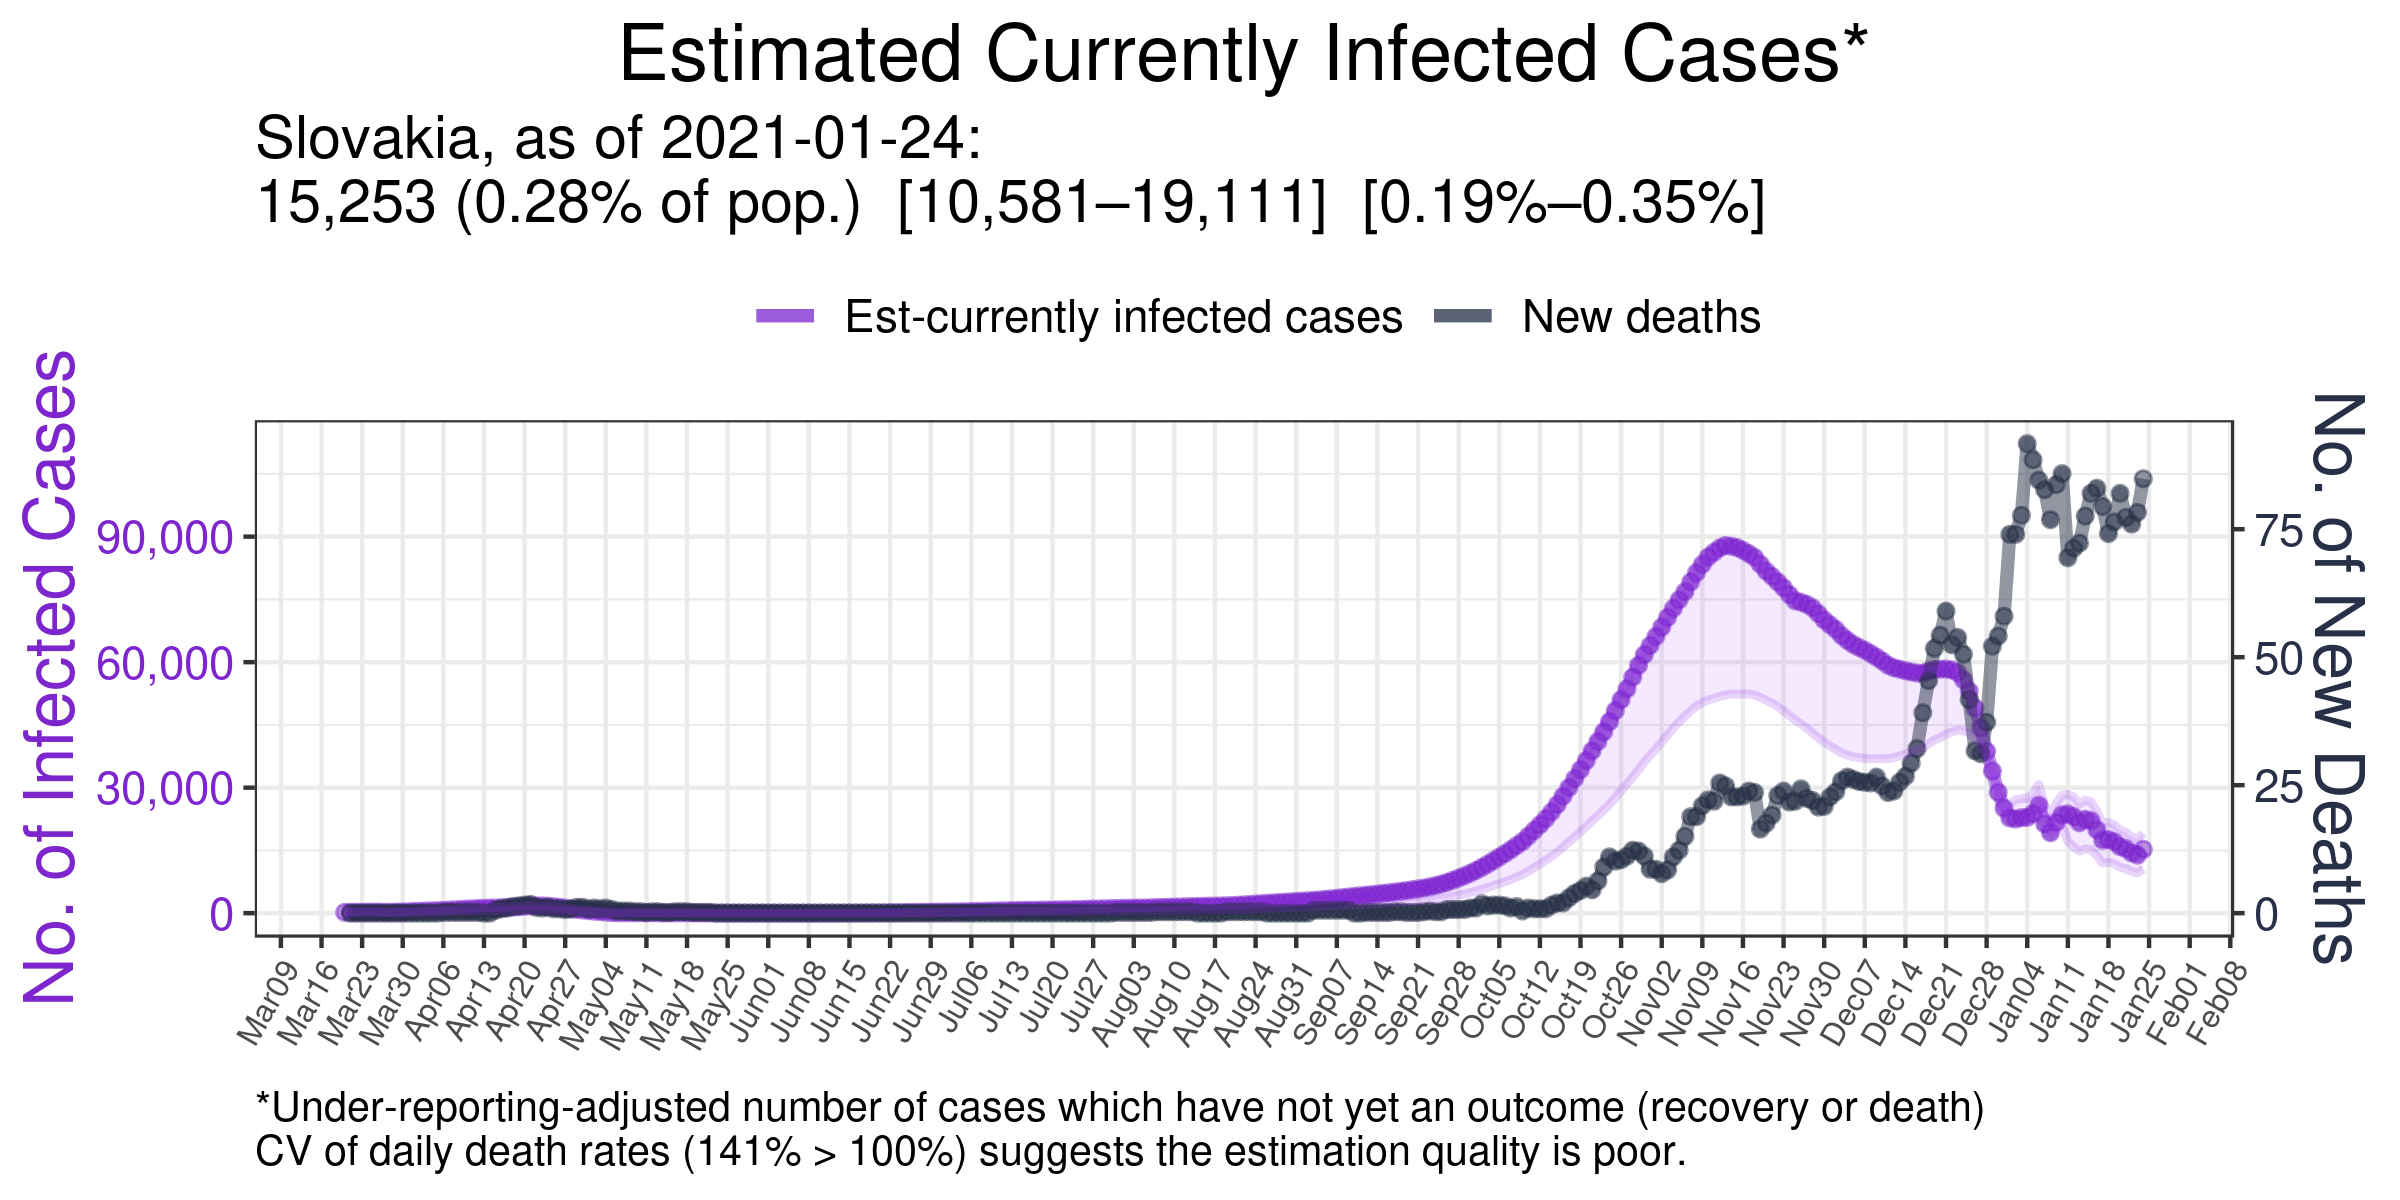 Estimated Currently Infected Cases*
Slovakia, as of 2021-01-24:
15,253 (0.28% of pop.) [10,581–19,111] [0.19%–0.35%]
Est-currently infected cases New deaths
No. of Infected Cases
90,000
60,000
30,000
0
75
50
25
0
No. of New Deaths
Mar09 Mar16 Mar23 Mar30 Apr06 Apr13 Apr20 Apr27 May04 May11 May18 May25 Jun01 Jun08 Jun15 Jun22 Jun29 Jul06 Jul13 Jul20 Jul27 Aug03 Aug10 Aug17 Aug24 Aug31 Sep07 Sep14 Sep21 Sep28 Oct05 Oct12 Oct19 Oct26 Nov02 Nov09 Nov16 Nov23 Nov30 Dec07 Dec14 Dec21 Dec28 Jan04 Jan11 Jan18 Jan25 Feb01 Feb08
*Under-reporting-adjusted number of cases which have not yet an outcome (recovery or death)
CV of daily death rates (141% > 100%) suggests the estimation quality is poor.